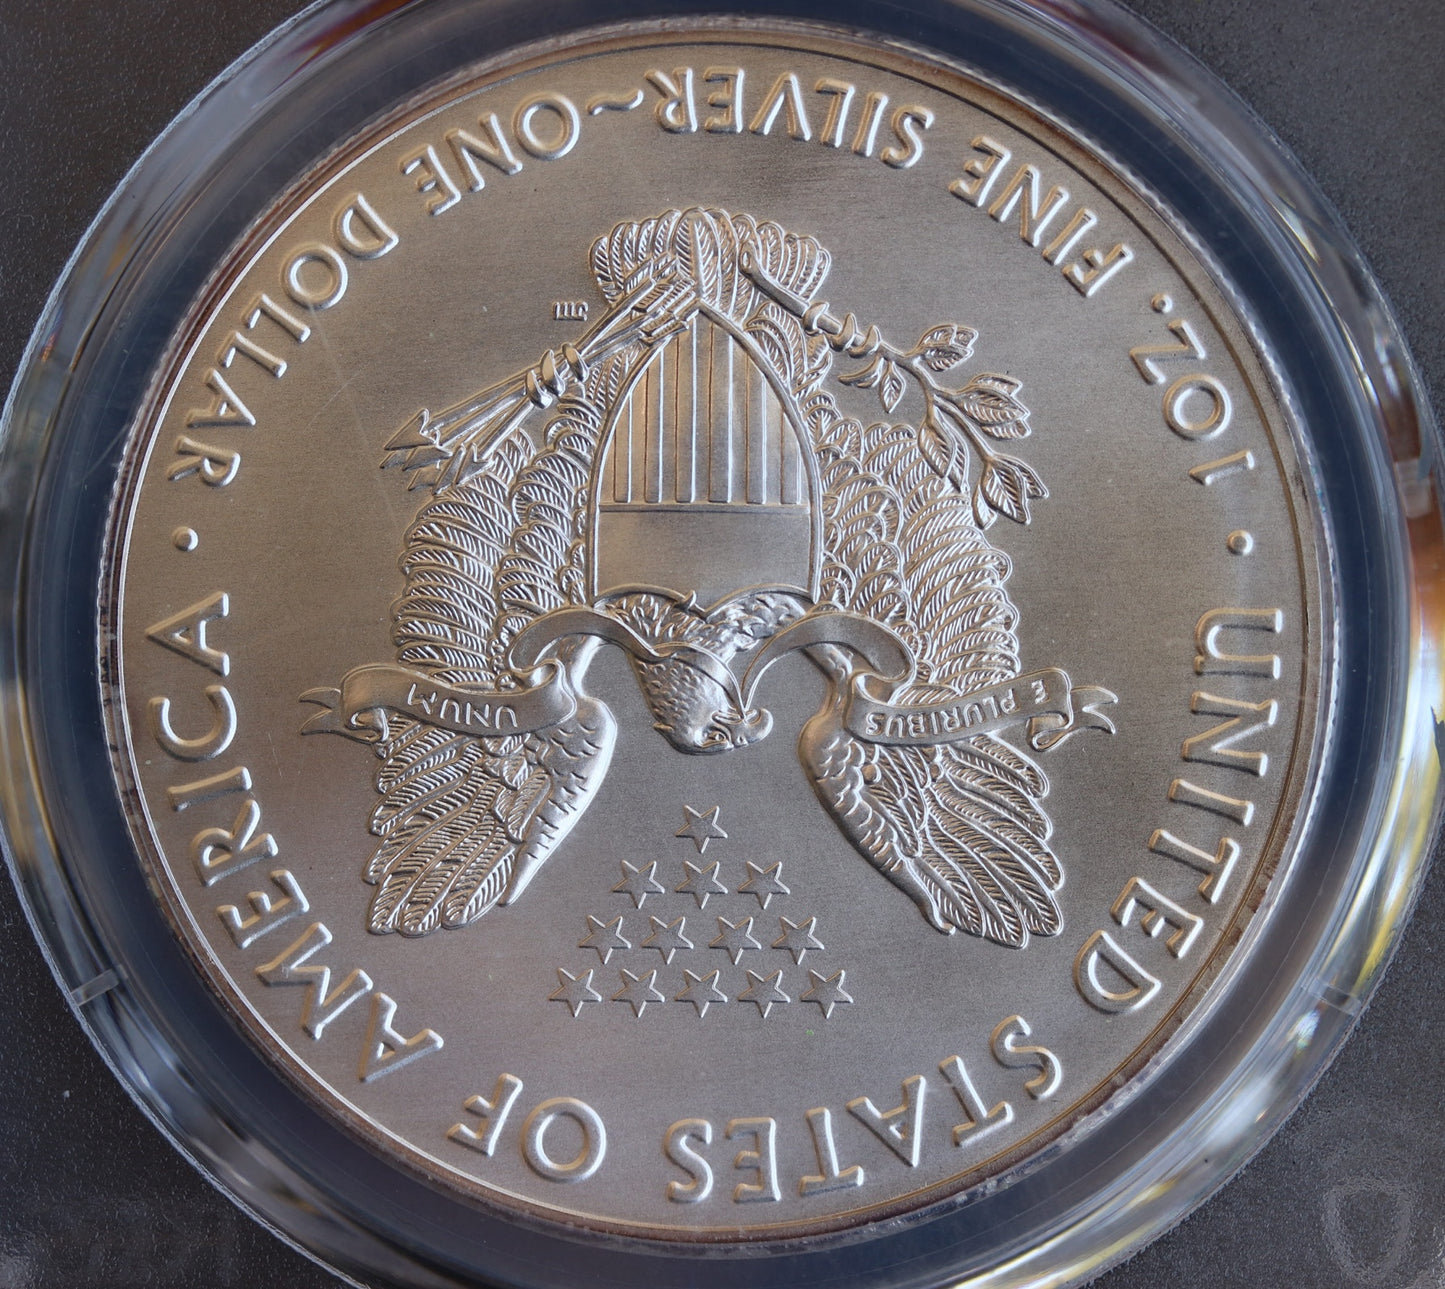 UNITED STATES OF AMERICA
· 1 OZ. FINE SILVER~ONE DOLLAR ·
E PLURIBUS
UNUM